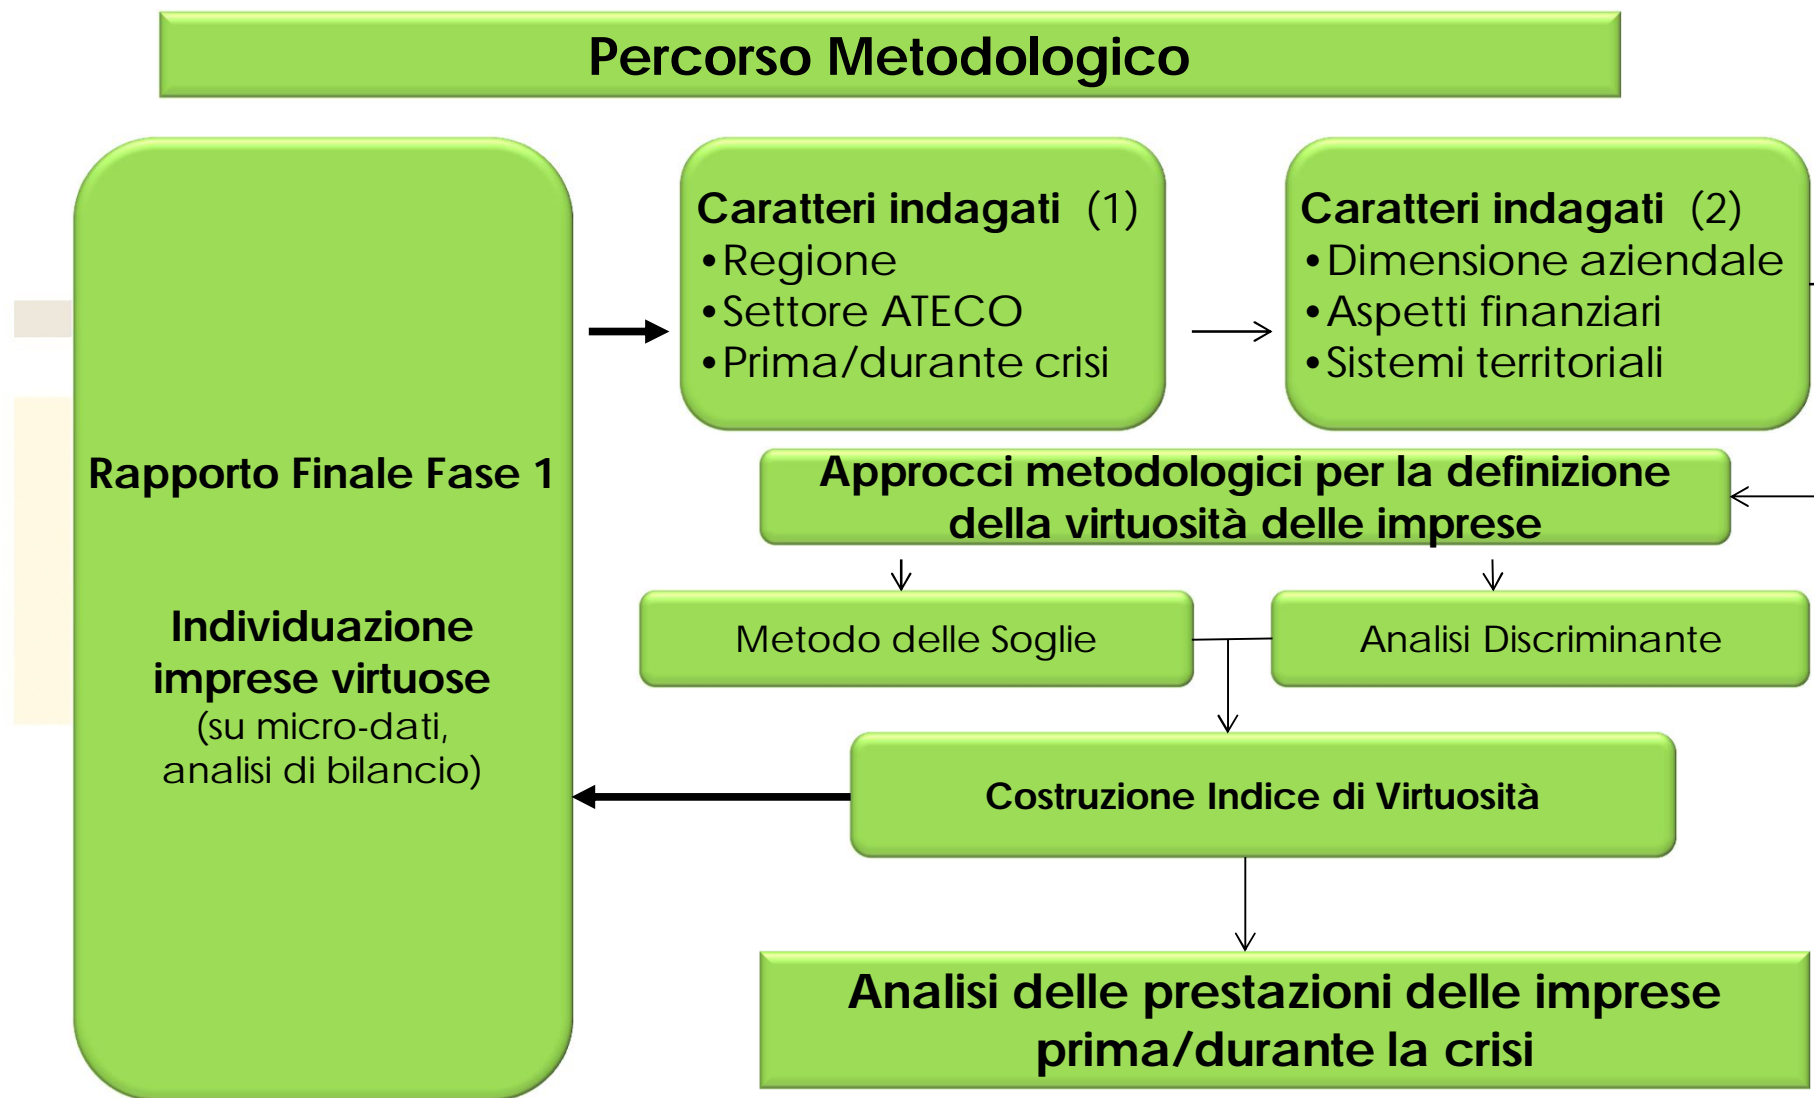 Percorso Metodologico
Rapporto Finale Fase 1
Individuazione
imprese virtuose
(su micro-dati,
analisi di bilancio)
Caratteri indagati (1)
•Regione
•Settore ATECO
•Prima/durante crisi
Caratteri indagati (2)
•Dimensione aziendale
•Aspetti finanziari
•Sistemi territoriali
Approcci metodologici per la definizione
della virtuosità delle imprese
Metodo delle Soglie
Analisi Discriminante
Costruzione Indice di Virtuosità
Analisi delle prestazioni delle imprese
prima/durante la crisi